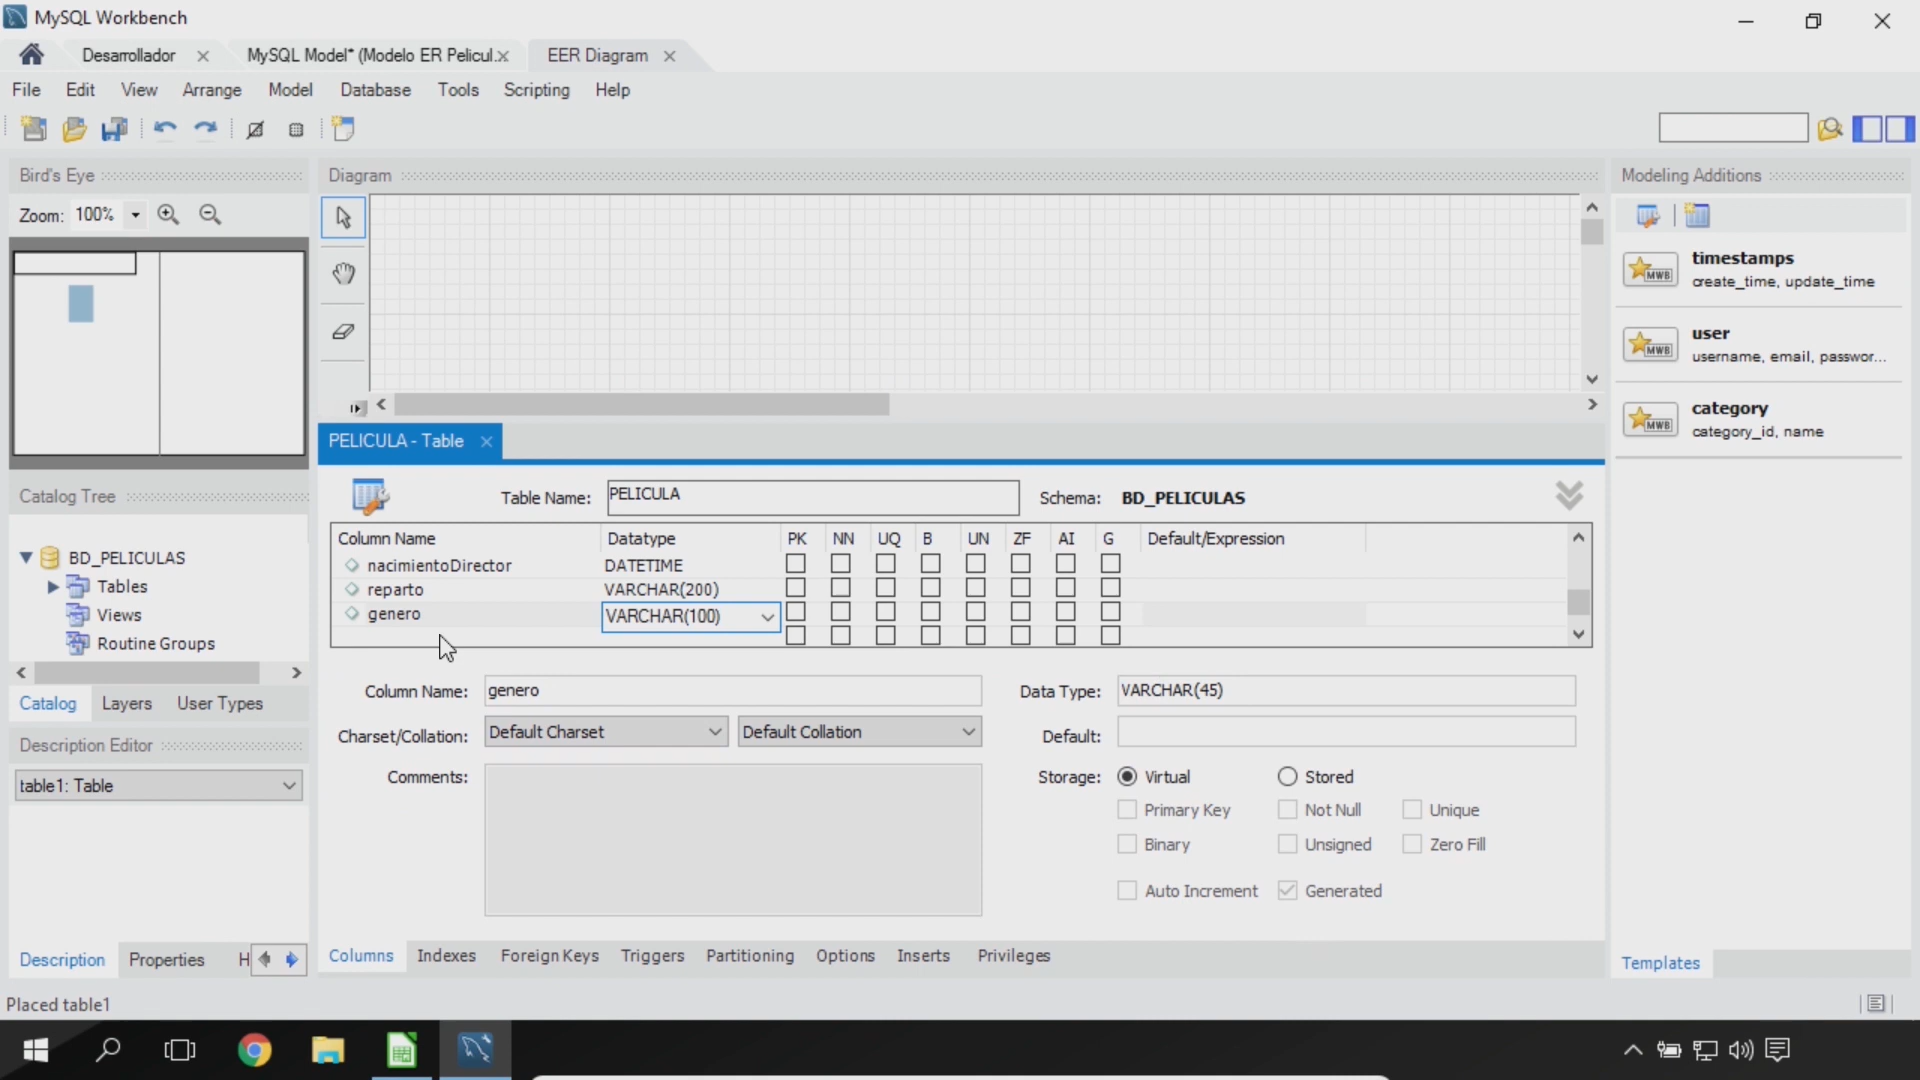 MySQL Workbench
Desarrollador
MySQL Model* (Modelo ER Pelicul.
EER Diagram
File Edit View Arrange Model Database Tools Scripting Help
Bird's Eye
Diagram
Modeling Additions
Zoom: 100%
timestamps
create_time, update_time
user
username, email, passwor...
category
category_id, name
PELICULA - Table
Catalog Tree
Table Name: PELICULA Schema: BD_PELICULAS
Column Name Datatype PK NN UQ B UN ZF AI G Default/Expression
nacimientoDirector DATETIME
reparto VARCHAR(200)
genero VARCHAR(100)
BD_PELICULAS
Tables
Views
Routine Groups
Catalog Layers User Types
Column Name: genero Data Type: VARCHAR(45)
Charset/Collation: Default Charset Default Collation Default:
Comments: Storage: Virtual Stored
Primary Key Not Null Unique
Binary Unsigned Zero Fill
Auto Increment Generated
Description Editor
table1: Table
Description Properties H
Columns Indexes Foreign Keys Triggers Partitioning Options Inserts Privileges
Templates
Placed table1
MWB
MWB
MWB